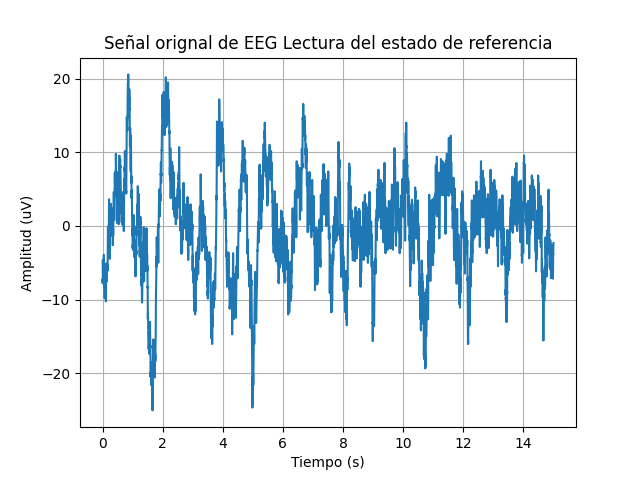 Señal orignal de EEG Lectura del estado de referencia
20
10
0
−10
−20
Amplitud (uV)
0 2 4 6 8 10 12 14
Tiempo (s)